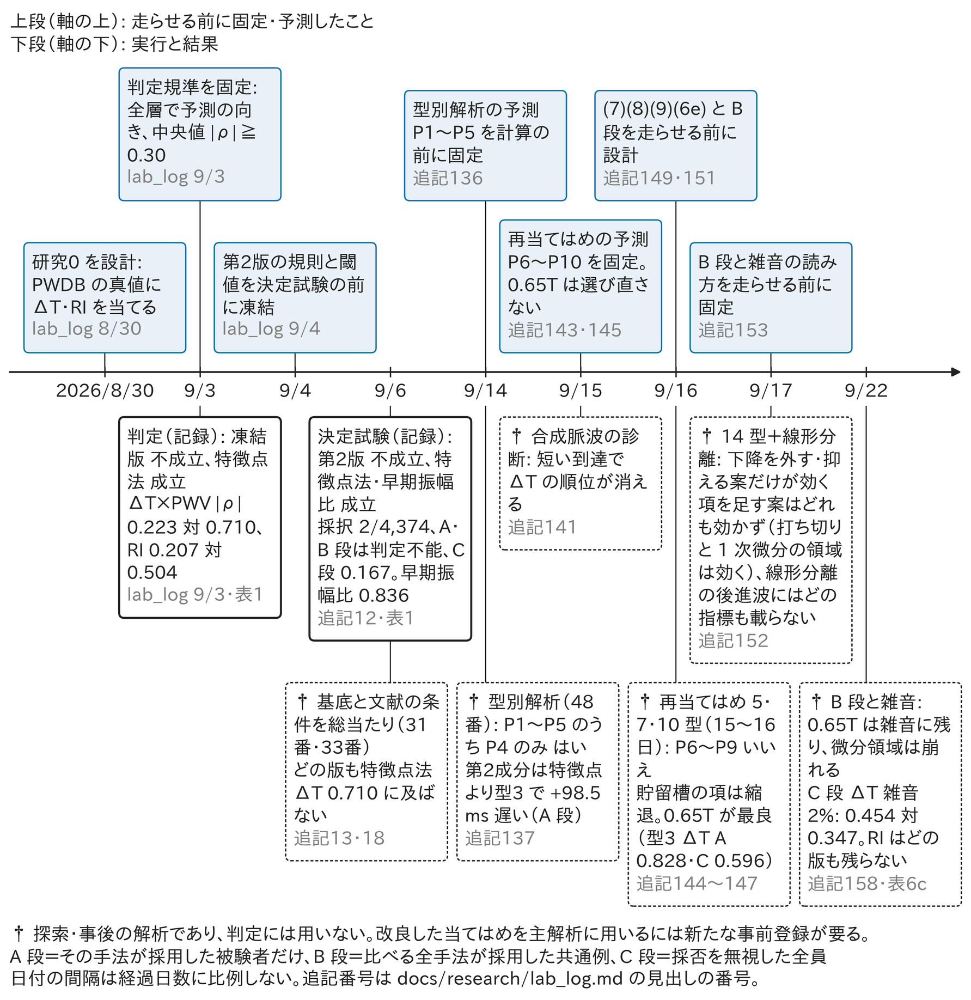 上段（軸の上）: 走らせる前に固定・予測したこと
下段（軸の下）: 実行と結果
判定規準を固定:
全層で予測の向
き、中央値 |ρ| ≧
0.30
lab_log 9/3
型別解析の予測
P1〜P5 を計算の
前に固定
追記136
(7)(8)(9)(6e) と B
段を走らせる前に
設計
追記149・151
研究0 を設計:
PWDB の真値に
ΔT・RI を当てる
lab_log 8/30
第2版の規則と閾
値を決定試験の前
に凍結
lab_log 9/4
再当てはめの予測
P6〜P10 を固定。
0.65T は選び直さ
ない
追記143・145
B 段と雑音の読み
方を走らせる前に
固定
追記153
2026/8/30
9/3
9/4
9/6
9/14
9/15
9/16
9/17
9/22
判定（記録）: 凍結
版 不成立、特徴点
法 成立
ΔT×PWV |ρ|
0.223 対 0.710、
RI 0.207 対
0.504
lab_log 9/3・表1
決定試験（記録）:
第2版 不成立、特
徴点法・早期振幅
比 成立
採択 2/4,374、A・
B 段は判定不能、C
段 0.167。早期振
幅比 0.836
追記12・表1
† 合成脈波の診
断: 短い到達で
ΔT の順位が消え
る
追記141
† 14 型＋線形分
離: 下降を外す・抑
える案だけが効く
項を足す案はどれ
も効かず（打ち切り
と 1 次微分の領域
は効く）、線形分離
の後進波にはどの
指標も載らない
追記152
† 基底と文献の条
件を総当たり（31
番・33番）
どの版も特徴点法
ΔT 0.710 に及ば
ない
追記13・18
† 型別解析（48
番）: P1〜P5 のう
ち P4 のみ はい
第2成分は特徴点
より型3 で +98.5
ms 遅い（A 段）
追記137
† 再当てはめ 5・
7・10 型（15〜16
日）: P6〜P9 いい
え
貯留槽の項は縮
退。0.65T が最良
（型3 ΔT A
0.828・C 0.596）
追記144〜147
† B 段と雑音:
0.65T は雑音に残
り、微分領域は崩
れる
C 段 ΔT 雑音
2%: 0.454 対
0.347。RI はどの
版も残らない
追記158・表6c
† 探索・事後の解析であり、判定には用いない。改良した当てはめを主解析に用いるには新たな事前登録が要る。
A 段＝その手法が採用した被験者だけ、B 段＝比べる全手法が採用した共通例、C 段＝採否を無視した全員
日付の間隔は経過日数に比例しない。追記番号は docs/research/lab_log.md の見出しの番号。